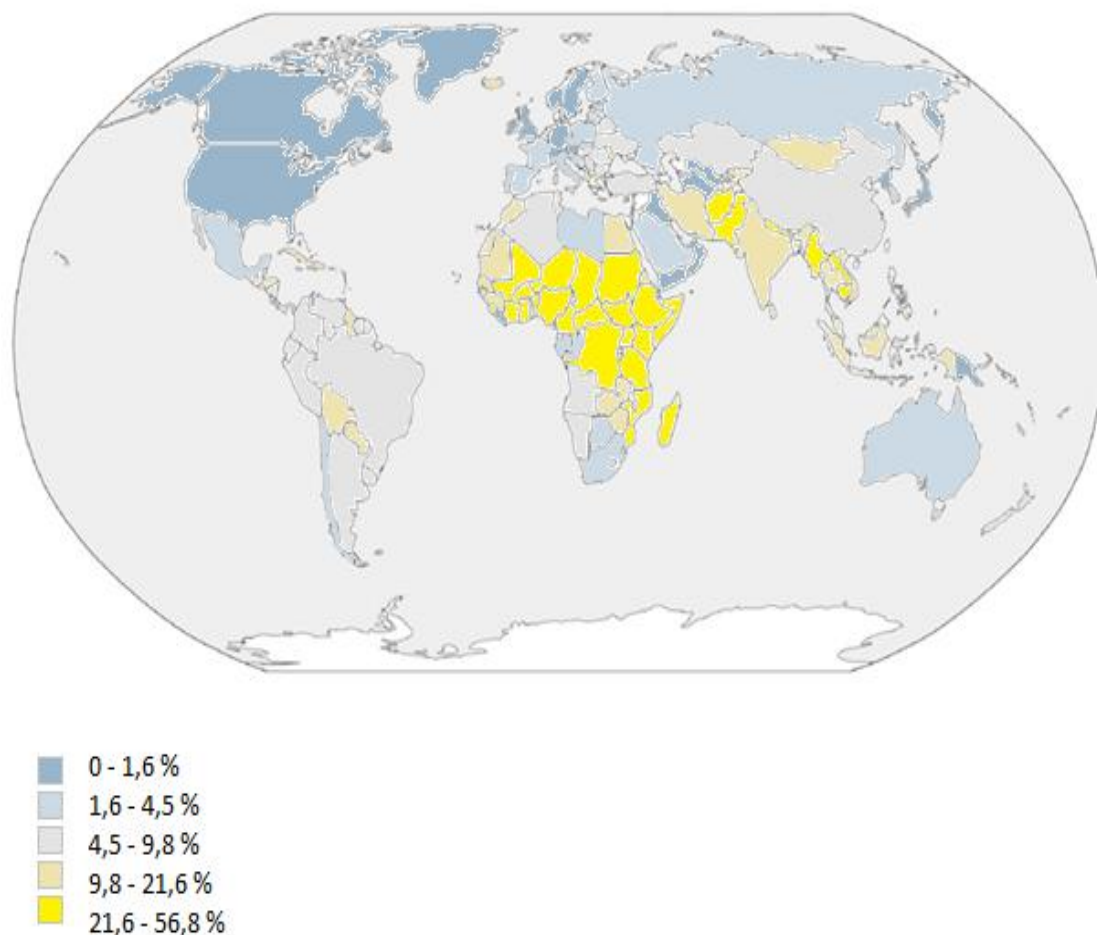 0 - 1,6 %
1,6 - 4,5 %
4,5 - 9,8 %
9,8 - 21,6 %
21,6 - 56,8 %